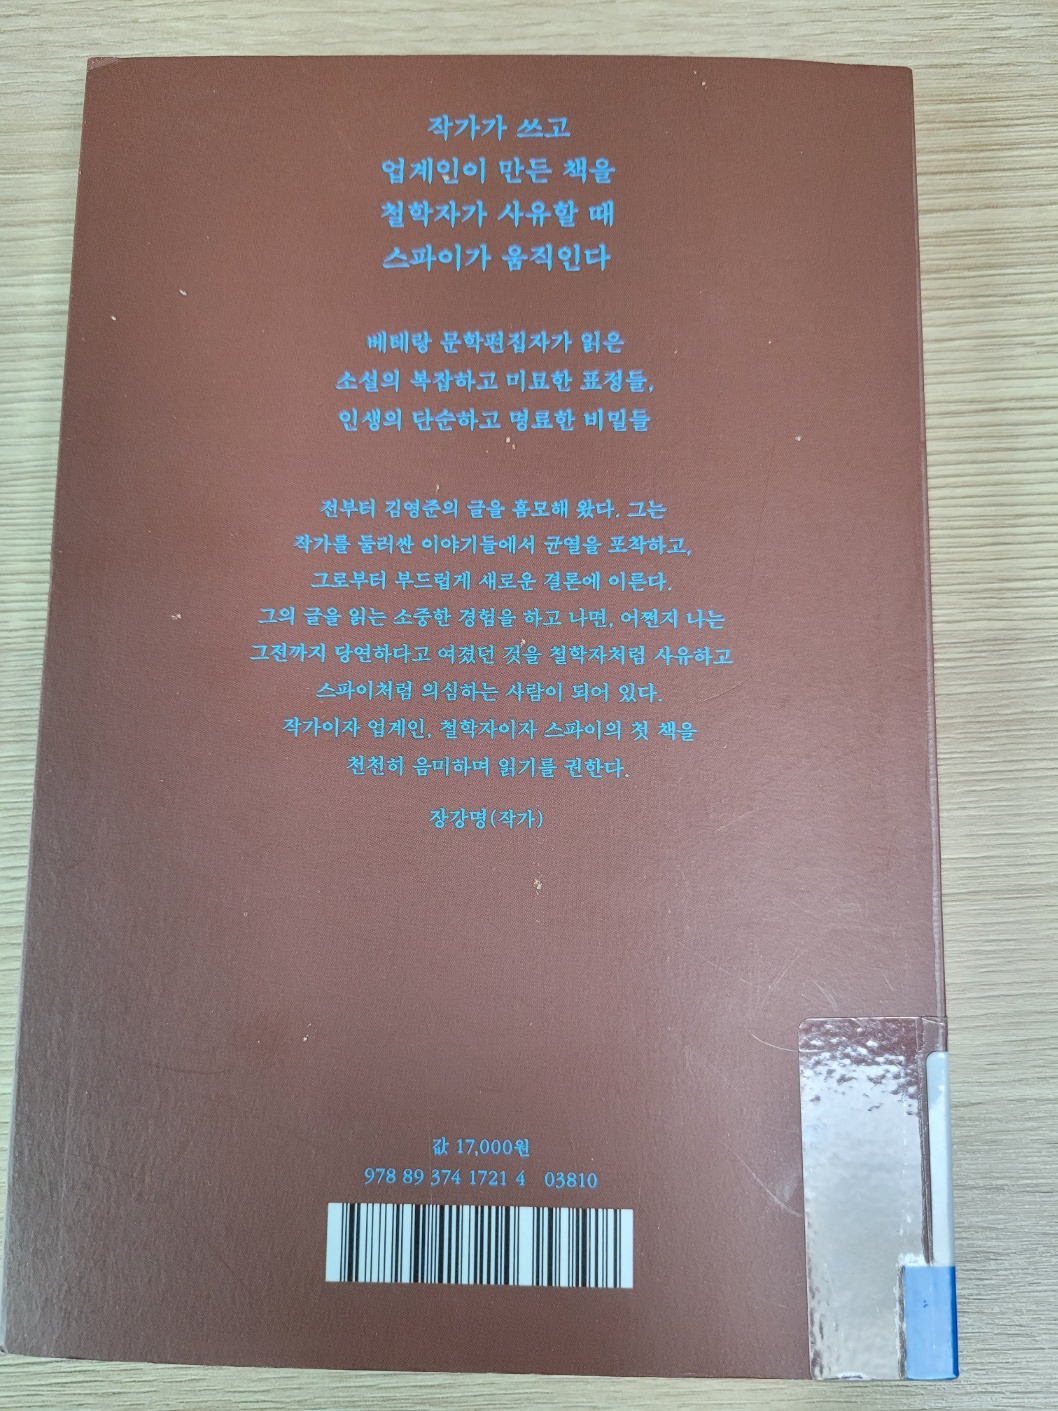 작가가 쓰고
업계인이 만든 책을
철학자가 사유할 때
스파이가 움직인다
베테랑 문학편집자가 읽은
소설의 복잡하고 미묘한 표정들,
인생의 단순하고 명료한 비밀들
전부터 김영준의 글을 흠모해 왔다. 그는
작가를 둘러싼 이야기들에서 균열을 포착하고,
그로부터 부드럽게 새로운 결론에 이른다.
그의 글을 읽는 소중한 경험을 하고 나면, 어쩐지 나는
그전까지 당연하다고 여겼던 것을 철학자처럼 사유하고
스파이처럼 의심하는 사람이 되어 있다.
작가이자 업계인, 철학자이자 스파이의 첫 책을
천천히 음미하며 읽기를 권한다.
장강명(작가)
값 17,000원
978 89 374 1721 4 03810